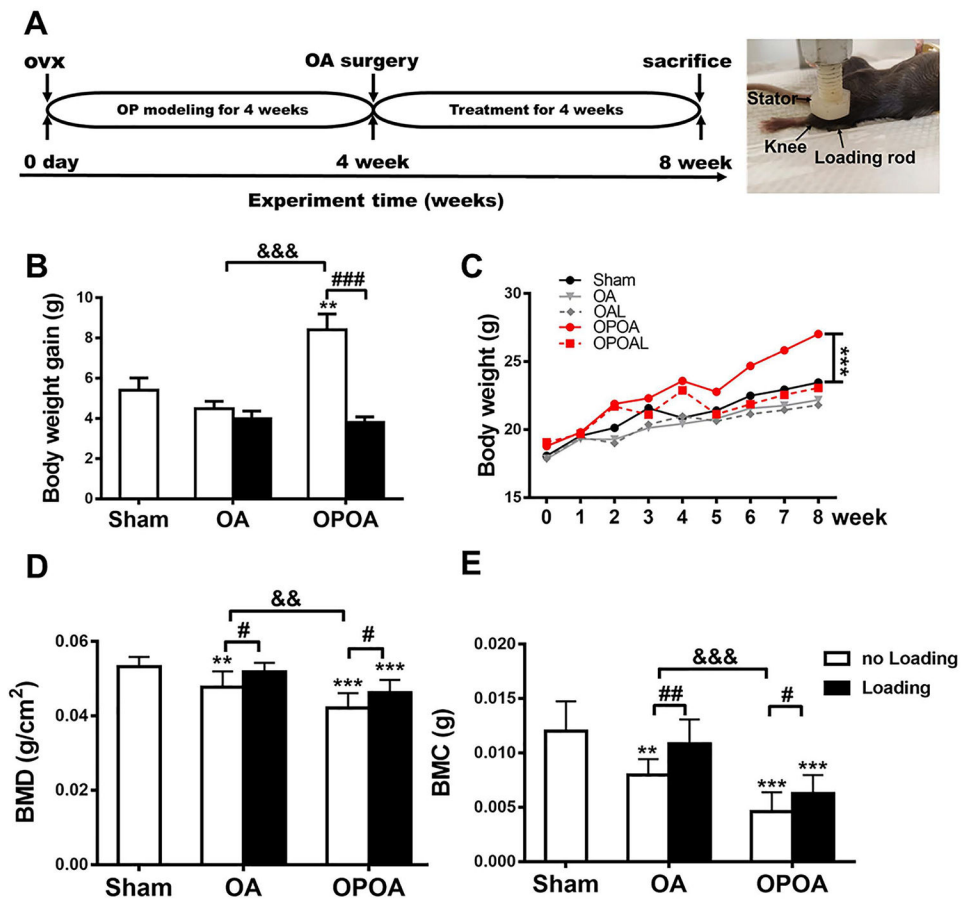 A
ovx
OA surgery
sacrifice
OP modeling for 4 weeks
Treatment for 4 weeks
0 day
4 week
8 week
Experiment time (weeks)
Stator
Knee
Loading rod
B
&&&
###
**
Body weight gain (g)
10
8
6
4
2
0
Sham
OA
OPOA
C
Sham
OA
OAL
OPOA
OPOAL
Body weight (g)
30
25
20
15
***
0 1 2 3 4 5 6 7 8 week
D
&&
#
#
**
***
***
BMD (g/cm²)
0.06
0.04
0.02
0.00
Sham
OA
OPOA
E
&&&
##
#
**
***
***
BMC (g)
0.020
0.015
0.010
0.005
0.000
Sham
OA
OPOA
no Loading
Loading